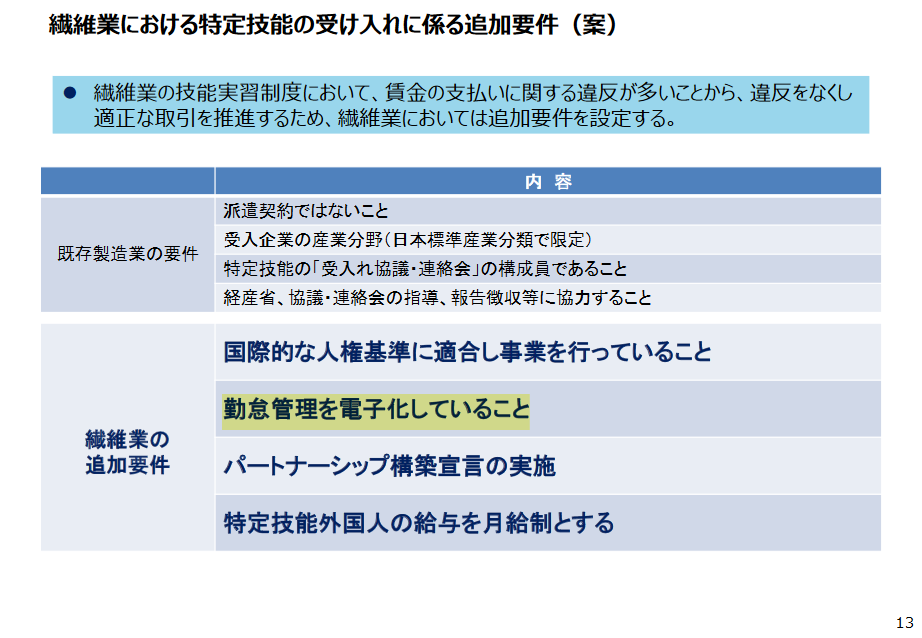 繊維業における特定技能の受け入れに係る追加要件（案）
● 繊維業の技能実習制度において、賃金の支払いに関する違反が多いことから、違反をなくし
適正な取引を推進するため、繊維業においては追加要件を設定する。
内 容
既存製造業の要件
派遣契約ではないこと
受入企業の産業分野（日本標準産業分類で限定）
特定技能の「受入れ協議・連絡会」の構成員であること
経産省、協議・連絡会の指導、報告徴収等に協力すること
繊維業の
追加要件
国際的な人権基準に適合し事業を行っていること
勤怠管理を電子化していること
パートナーシップ構築宣言の実施
特定技能外国人の給与を月給制とする
13